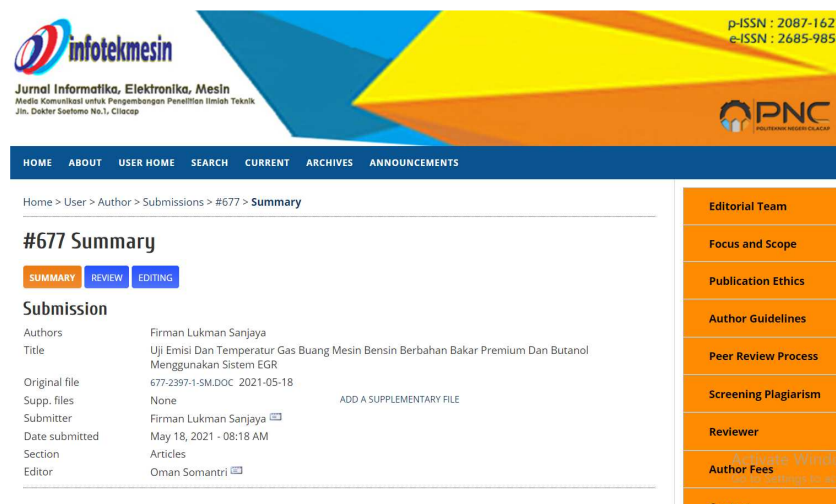 p-ISSN : 2087-162
e-ISSN : 2685-985
infotekmesin
Jurnal Informatika, Elektronika, Mesin
Media Komunikasi untuk Pengembangan Penelitian Ilmiah Teknik
Jln. Dokter Soetomo No.1, Cilacap
PNC
POLITEKNIK NEGERI CILACAP
HOME ABOUT USER HOME SEARCH CURRENT ARCHIVES ANNOUNCEMENTS
Home > User > Author > Submissions > #677 > Summary
#677 Summary
SUMMARY REVIEW EDITING
Submission
Authors Firman Lukman Sanjaya
Title Uji Emisi Dan Temperatur Gas Buang Mesin Bensin Berbahan Bakar Premium Dan Butanol
Menggunakan Sistem EGR
Original file 677-2397-1-SM.DOC 2021-05-18
Supp. files None ADD A SUPPLEMENTARY FILE
Submitter Firman Lukman Sanjaya
Date submitted May 18, 2021 - 08:18 AM
Section Articles
Editor Oman Somantri
Editorial Team
Focus and Scope
Publication Ethics
Author Guidelines
Peer Review Process
Screening Plagiarism
Reviewer
Activate Wind
Author Fees